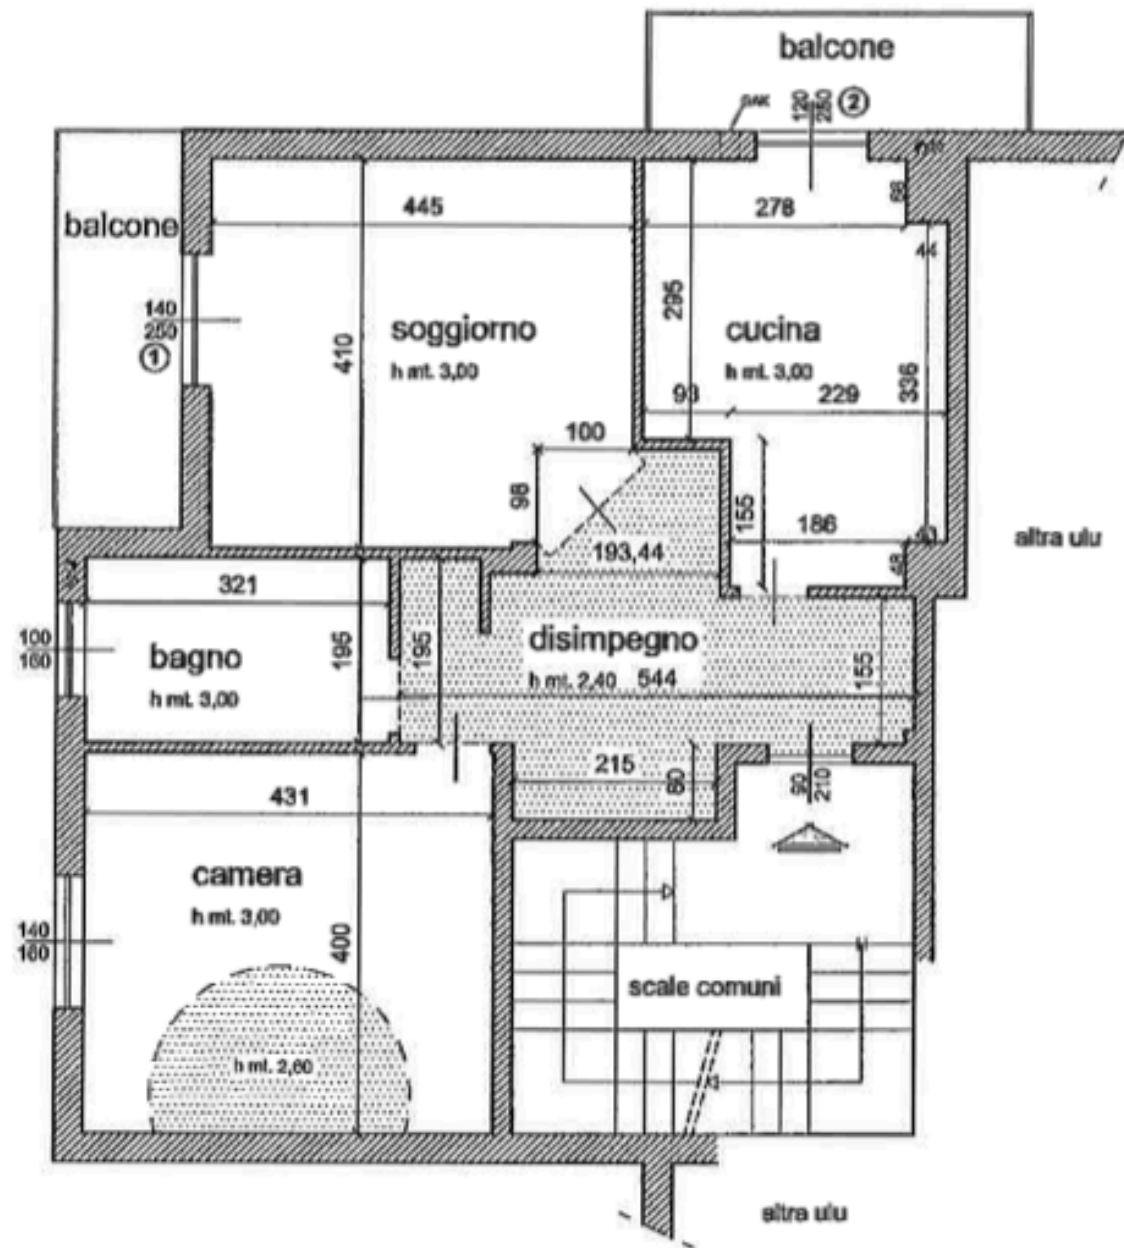 balcone
120
250
2
68
445
278
balcone
44
295
140
250
1
soggiorno
h mt. 3,00
410
cucina
h mt. 3,00
336
93
229
100
98
155
186
193,44
48
altra uiu
321
100
160
bagno
h mt. 3,00
195
195
disimpegno
h mt. 2,40
544
155
215
80
90
210
431
camera
h mt. 3,00
140
160
400
scale comuni
h mt. 2,60
altra uiu